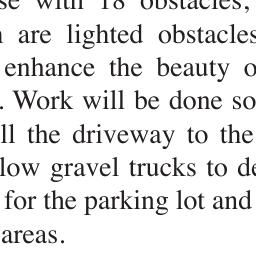 se with 18 obstacles,
are lighted obstacles
enhance the beauty o
. Work will be done so
ll the driveway to the
low gravel trucks to de
for the parking lot and
areas.